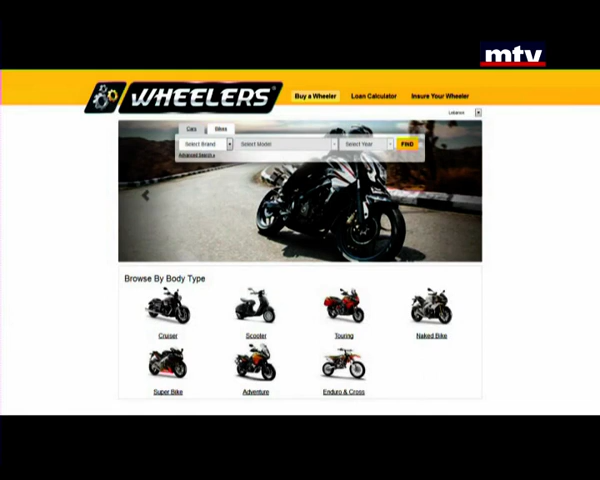 mtv
WHEELERS
Buy a Wheeler
Loan Calculator
Insure Your Wheeler
Lebanon
Cars
Bikes
Select Brand
Select Model
Select Year
FIND
Advanced Search
Browse By Body Type
Cruiser
Scooter
Touring
Naked Bike
Super Bike
Adventure
Enduro & Cross